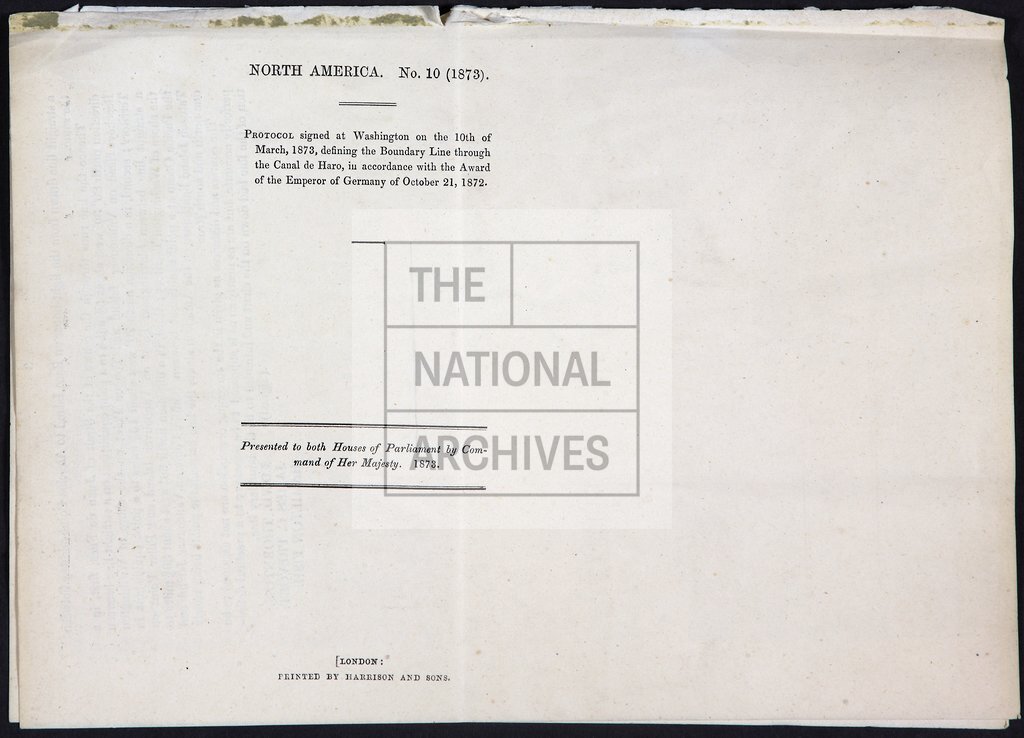 NORTH AMERICA. No. 10 (1873).
PROTOCOL signed at Washington on the 10th of
March, 1873, defining the Boundary Line through
the Canal de Haro, in accordance with the Award
of the Emperor of Germany of October 21, 1872.
THE
NATIONAL
ARCHIVES
Presented to both Houses of Parliament by Com-
mand of Her Majesty. 1873.
[LONDON:
PRINTED BY HARRISON AND SONS.